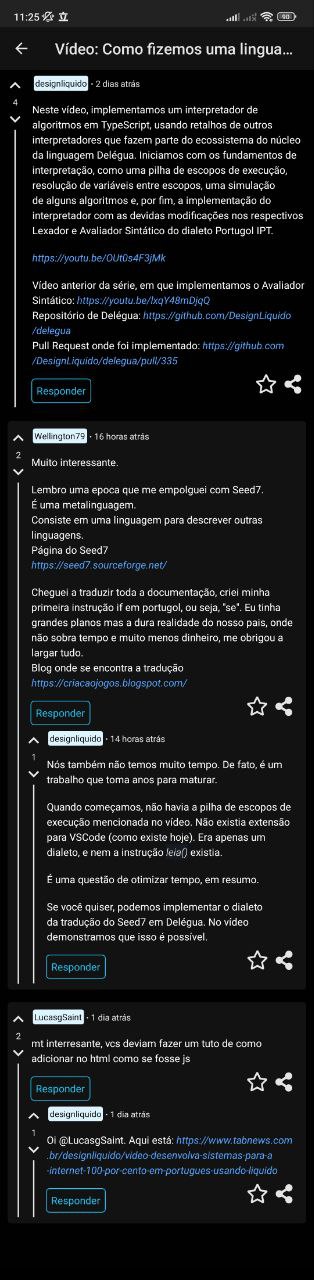 11:25
90
Vídeo: Como fizemos uma lingua...
designliquido · 2 dias atrás
4
Neste vídeo, implementamos um interpretador de
algoritmos em TypeScript, usando retalhos de outros
interpretadores que fazem parte do ecossistema do núcleo
da linguagem Delégua. Iniciamos com os fundamentos de
interpretação, como uma pilha de escopos de execução,
resolução de variáveis entre escopos, uma simulação
de alguns algoritmos e, por fim, a implementação do
interpretador com as devidas modificações nos respectivos
Lexador e Avaliador Sintático do dialeto Portugol IPT.
https://youtu.be/OUt0s4F3jMk
Vídeo anterior da série, em que implementamos o Avaliador
Sintático: https://youtu.be/lxqY48mDjqQ
Repositório de Delégua: https://github.com/DesignLiquido
/delegua
Pull Request onde foi implementado: https://github.com
/DesignLiquido/delegua/pull/335
Responder
Wellington79 · 16 horas atrás
2
Muito interessante.
Lembro uma epoca que me empolguei com Seed7.
É uma metalinguagem.
Consiste em uma linguagem para descrever outras
linguagens.
Página do Seed7
https://seed7.sourceforge.net/
Cheguei a traduzir toda a documentação, criei minha
primeira instrução if em portugol, ou seja, "se". Eu tinha
grandes planos mas a dura realidade do nosso pais, onde
não sobra tempo e muito menos dinheiro, me obrigou a
largar tudo.
Blog onde se encontra a tradução
https://criacaojogos.blogspot.com/
Responder
designliquido · 14 horas atrás
1
Nós também não temos muito tempo. De fato, é um
trabalho que toma anos para maturar.
Quando começamos, não havia a pilha de escopos de
execução mencionada no vídeo. Não existia extensão
para VSCode (como existe hoje). Era apenas um
dialeto, e nem a instrução leia() existia.
É uma questão de otimizar tempo, em resumo.
Se você quiser, podemos implementar o dialeto
da tradução do Seed7 em Delégua. No vídeo
demonstramos que isso é possível.
Responder
LucasgSaint · 1 dia atrás
2
mt interresante, vcs deviam fazer um tuto de como
adicionar no html como se fosse js
Responder
designliquido · 1 dia atrás
1
Oi @LucasgSaint. Aqui está: https://www.tabnews.com
.br/designliquido/video-desenvolva-sistemas-para-a
-internet-100-por-cento-em-portugues-usando-liquido
Responder